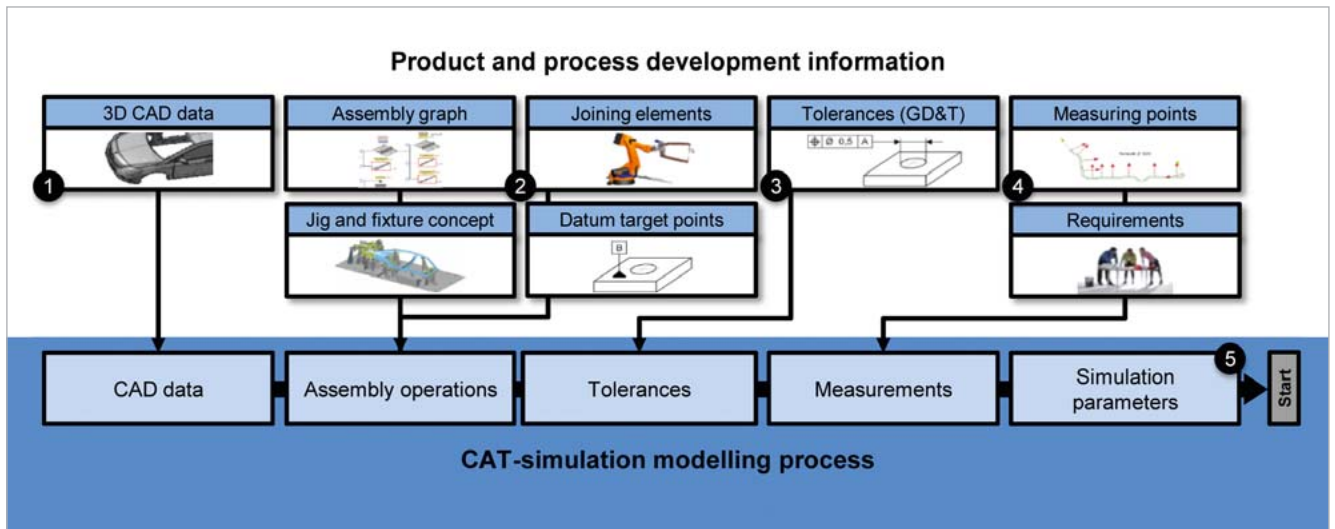 Product and process development information
3D CAD data
Assembly graph
Joining elements
Tolerances (GD&T)
Measuring points
1
2
3
⌖ Ø 0,5 A
4
Jig and fixture concept
Datum target points
Requirements
B
CAD data
Assembly operations
Tolerances
Measurements
Simulation
parameters
5
Start
CAT-simulation modelling process